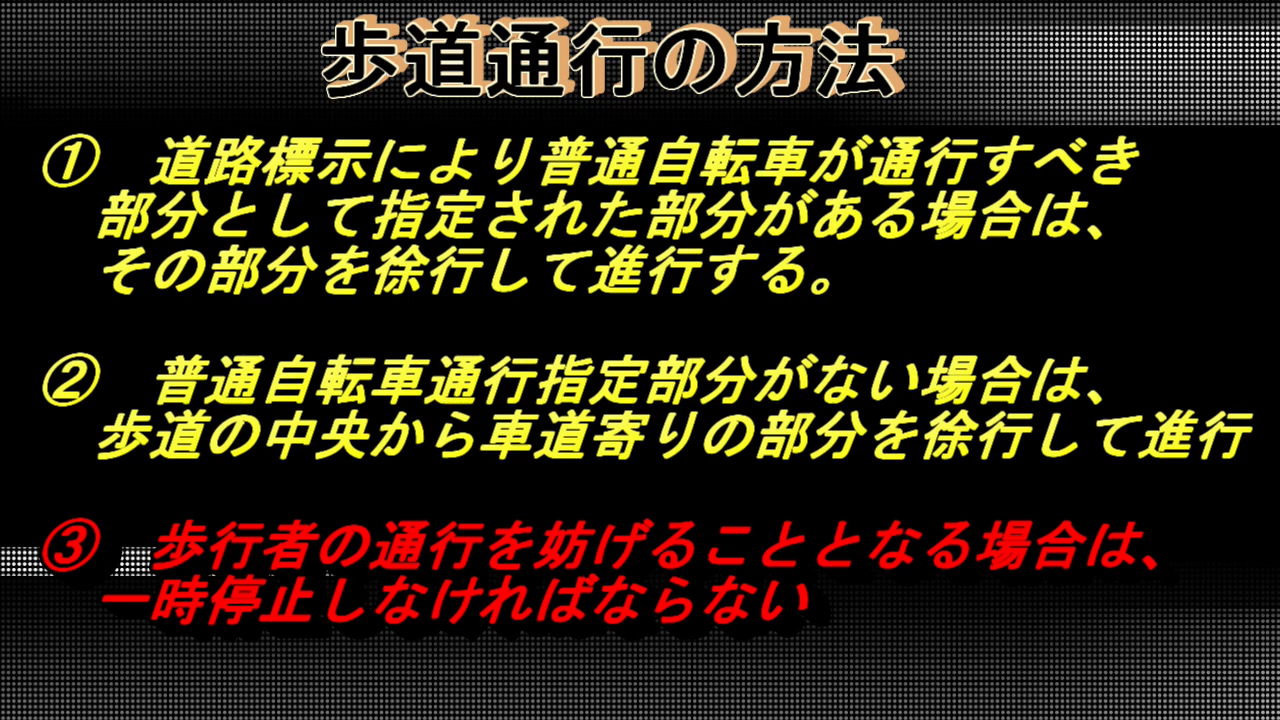 歩道通行の方法
① 道路標示により普通自転車が通行すべき
部分として指定された部分がある場合は、
その部分を徐行して進行する。
② 普通自転車通行指定部分がない場合は、
歩道の中央から車道寄りの部分を徐行して進行
③ 歩行者の通行を妨げることとなる場合は、
一時停止しなければならない